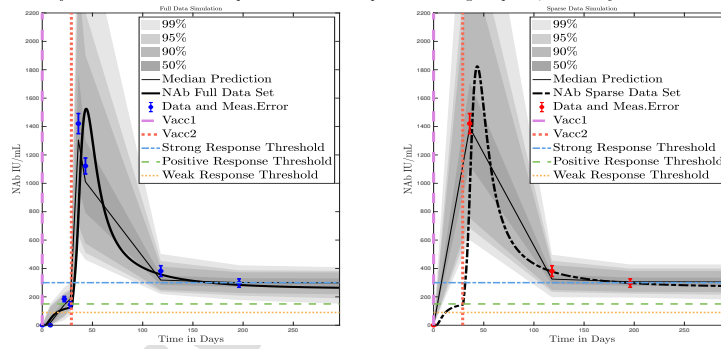 Full Data Simulation
99%
95%
90%
50%
Median Prediction
NAb Full Data Set
Data and Meas.Error
Vacc1
Vacc2
Strong Response Threshold
Positive Response Threshold
Weak Response Threshold
NAb IU/mL
2200
2000
1800
1600
1400
1200
1000
800
600
400
200
0
0 50 100 150 200 250
Time in Days
Sparse Data Simulation
99%
95%
90%
50%
Median Prediction
NAb Sparse Data Set
Data and Meas.Error
Vacc1
Vacc2
Strong Response Threshold
Positive Response Threshold
Weak Response Threshold
NAb IU/mL
2200
2000
1800
1600
1400
1200
1000
800
600
400
200
0
0 50 100 150 200 250
Time in Days